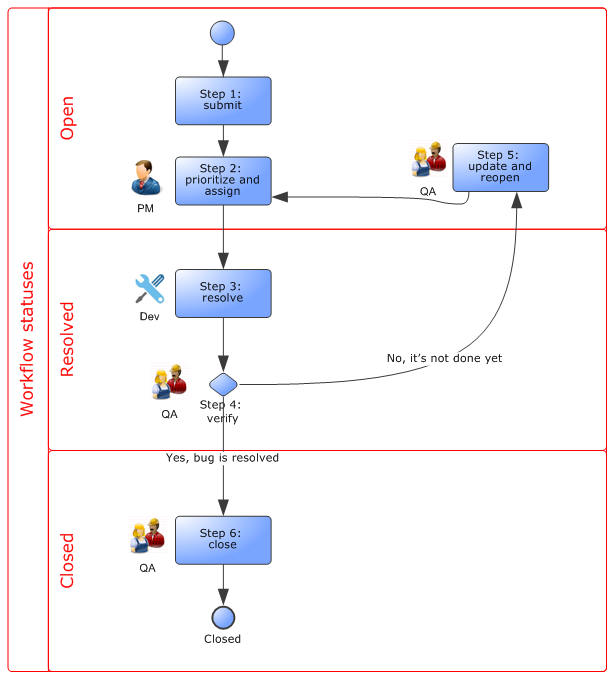 Workflow statuses
Open
Step 1:
submit
Step 2:
prioritize and
assign
PM
Step 5:
update and
reopen
QA
Resolved
Step 3:
resolve
Dev
No, it's not done yet
QA
Step 4:
verify
Yes, bug is resolved
Closed
Step 6:
close
QA
Closed